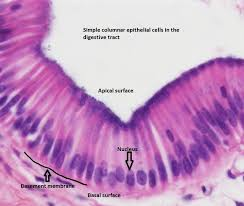 Simple columnar epithelial cells in the
digestive tract
Apical surface
Nucleus
Basement membrane
Basal surface